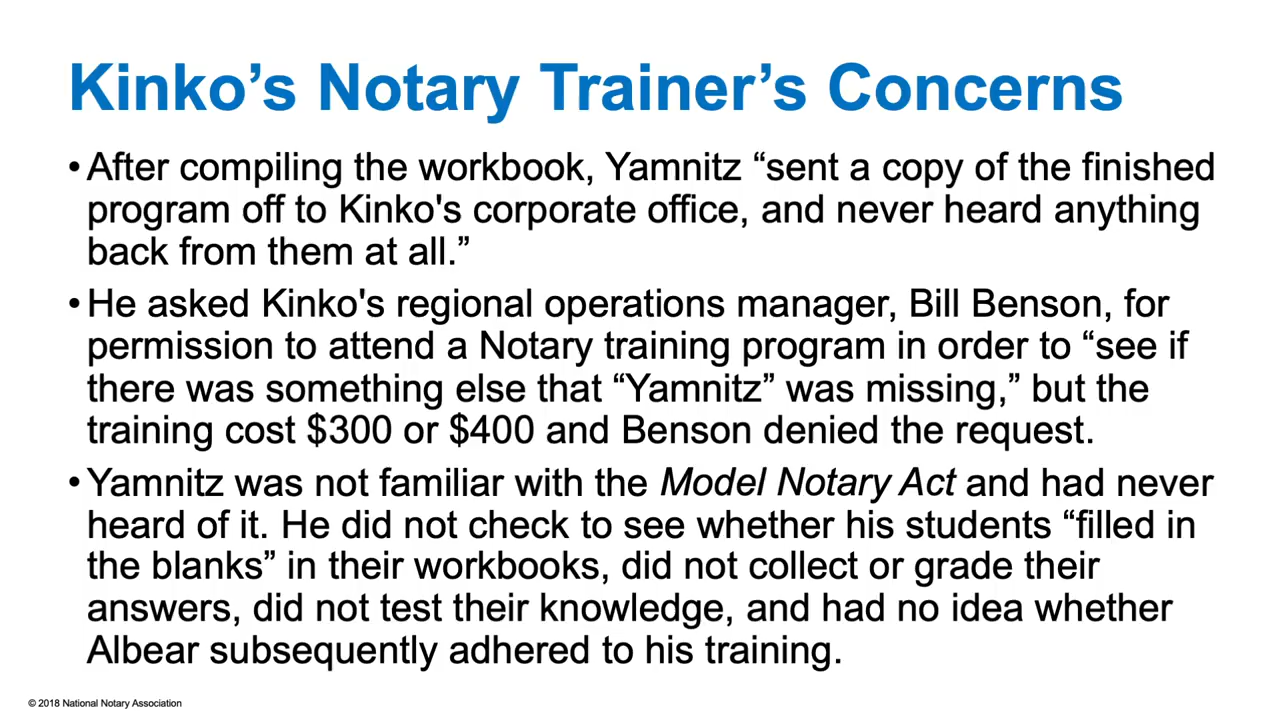 Kinko’s Notary Trainer’s Concerns
•After compiling the workbook, Yamnitz “sent a copy of the finished
program off to Kinko's corporate office, and never heard anything
back from them at all.”
•He asked Kinko's regional operations manager, Bill Benson, for
permission to attend a Notary training program in order to “see if
there was something else that “Yamnitz” was missing,” but the
training cost $300 or $400 and Benson denied the request.
•Yamnitz was not familiar with the Model Notary Act and had never
heard of it. He did not check to see whether his students “filled in
the blanks” in their workbooks, did not collect or grade their
answers, did not test their knowledge, and had no idea whether
Albear subsequently adhered to his training.
© 2018 National Notary Association